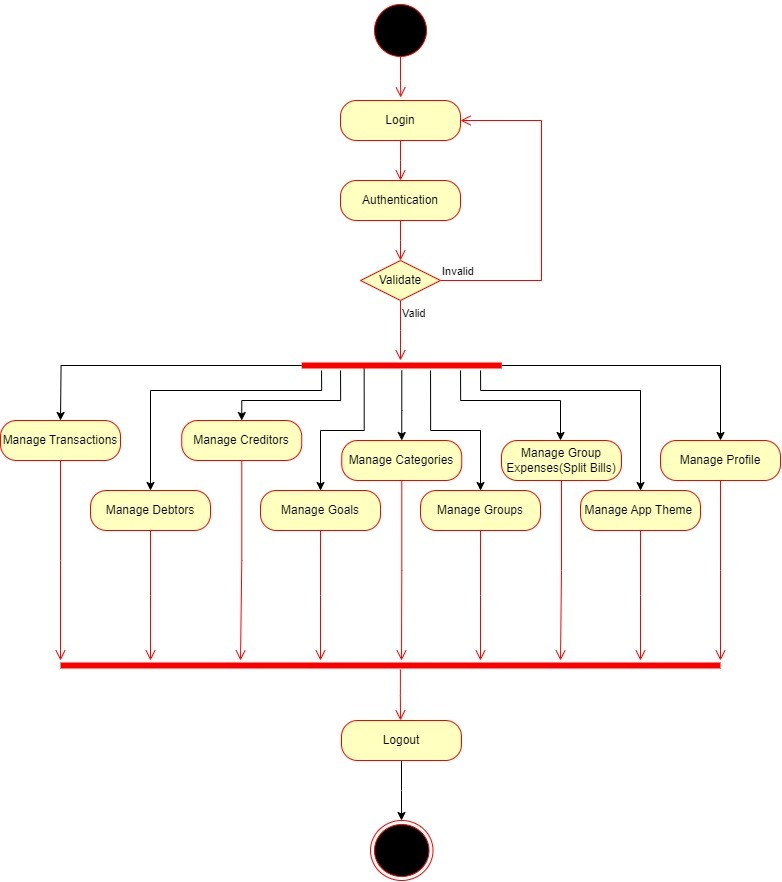 Login
Authentication
Validate
Invalid
Valid
Manage Transactions
Manage Creditors
Manage Categories
Manage Group
Expenses(Split Bills)
Manage Profile
Manage Debtors
Manage Goals
Manage Groups
Manage App Theme
Logout